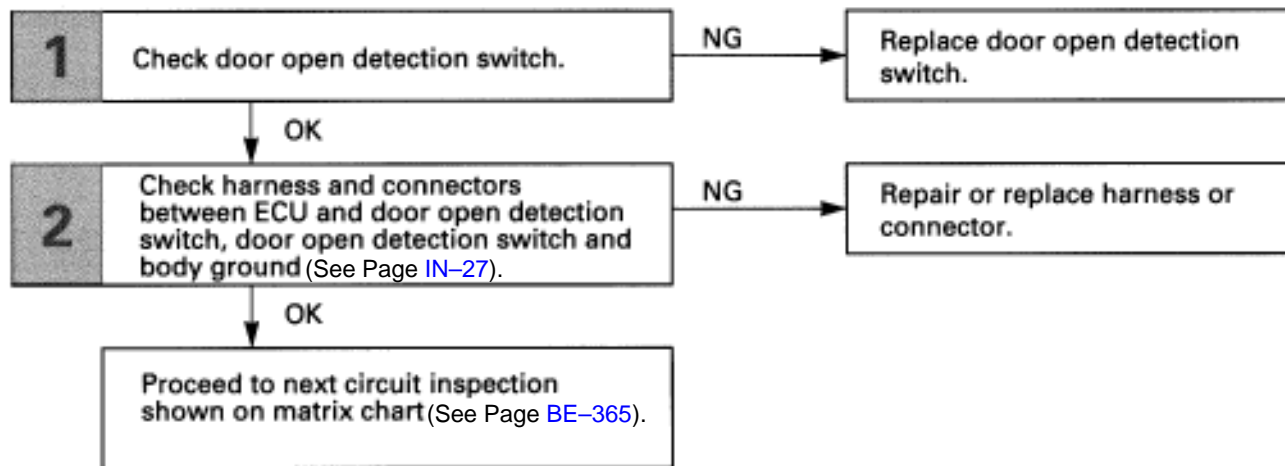 1
Check door open detection switch.
NG
Replace door open detection
switch.
OK
2
Check harness and connectors
between ECU and door open detection
switch, door open detection switch and
body ground (See Page IN–27).
NG
Repair or replace harness or
connector.
OK
Proceed to next circuit inspection
shown on matrix chart (See Page BE–365).